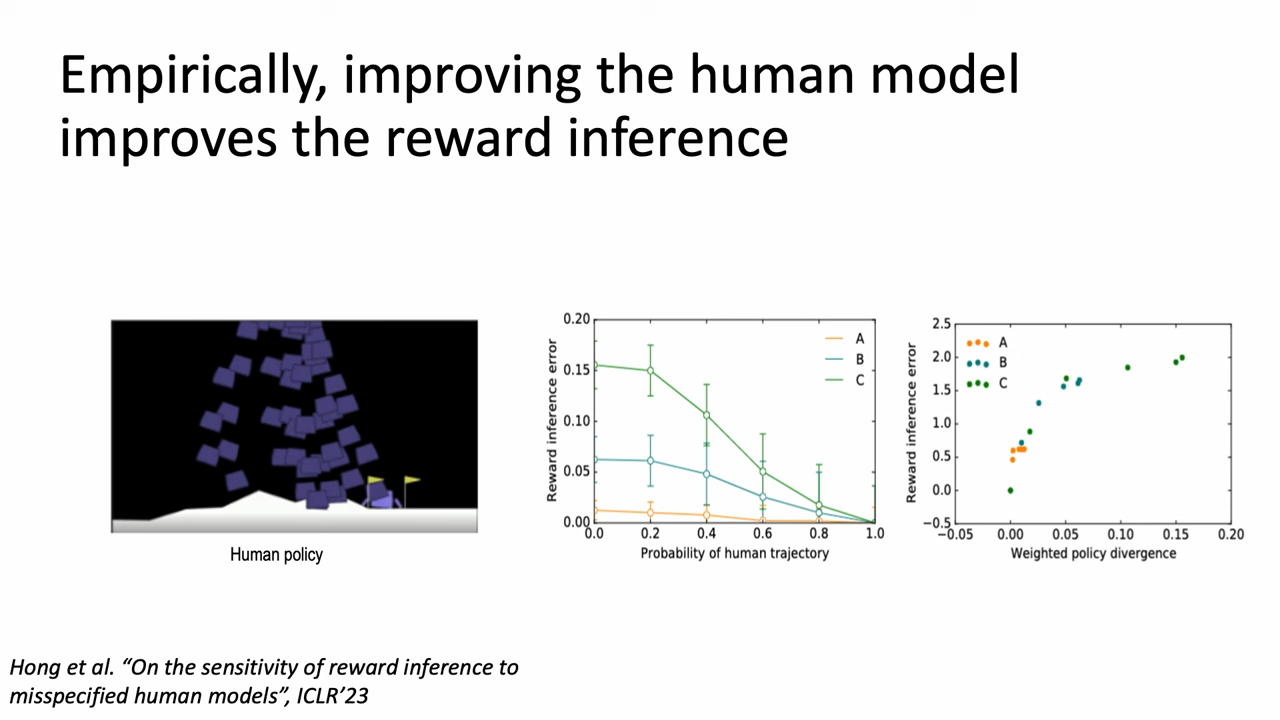 Empirically, improving the human model
improves the reward inference
Human policy
Reward inference error
0.20
0.15
0.10
0.05
0.00
0.0 0.2 0.4 0.6 0.8 1.0
Probability of human trajectory
A
B
C
Reward inference error
2.5
2.0
1.5
1.0
0.5
0.0
−0.5
−0.05 0.00 0.05 0.10 0.15 0.20
Weighted policy divergence
A
B
C
Hong et al. “On the sensitivity of reward inference to
misspecified human models”, ICLR’23